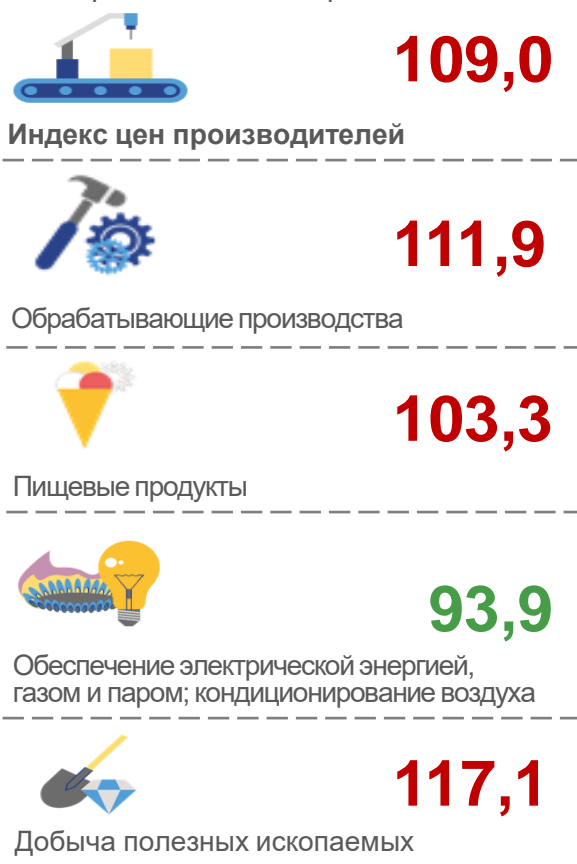 109,0
Индекс цен производителей
111,9
Обрабатывающие производства
103,3
Пищевые продукты
93,9
Обеспечение электрической энергией,
газом и паром; кондиционирование воздуха
117,1
Добыча полезных ископаемых